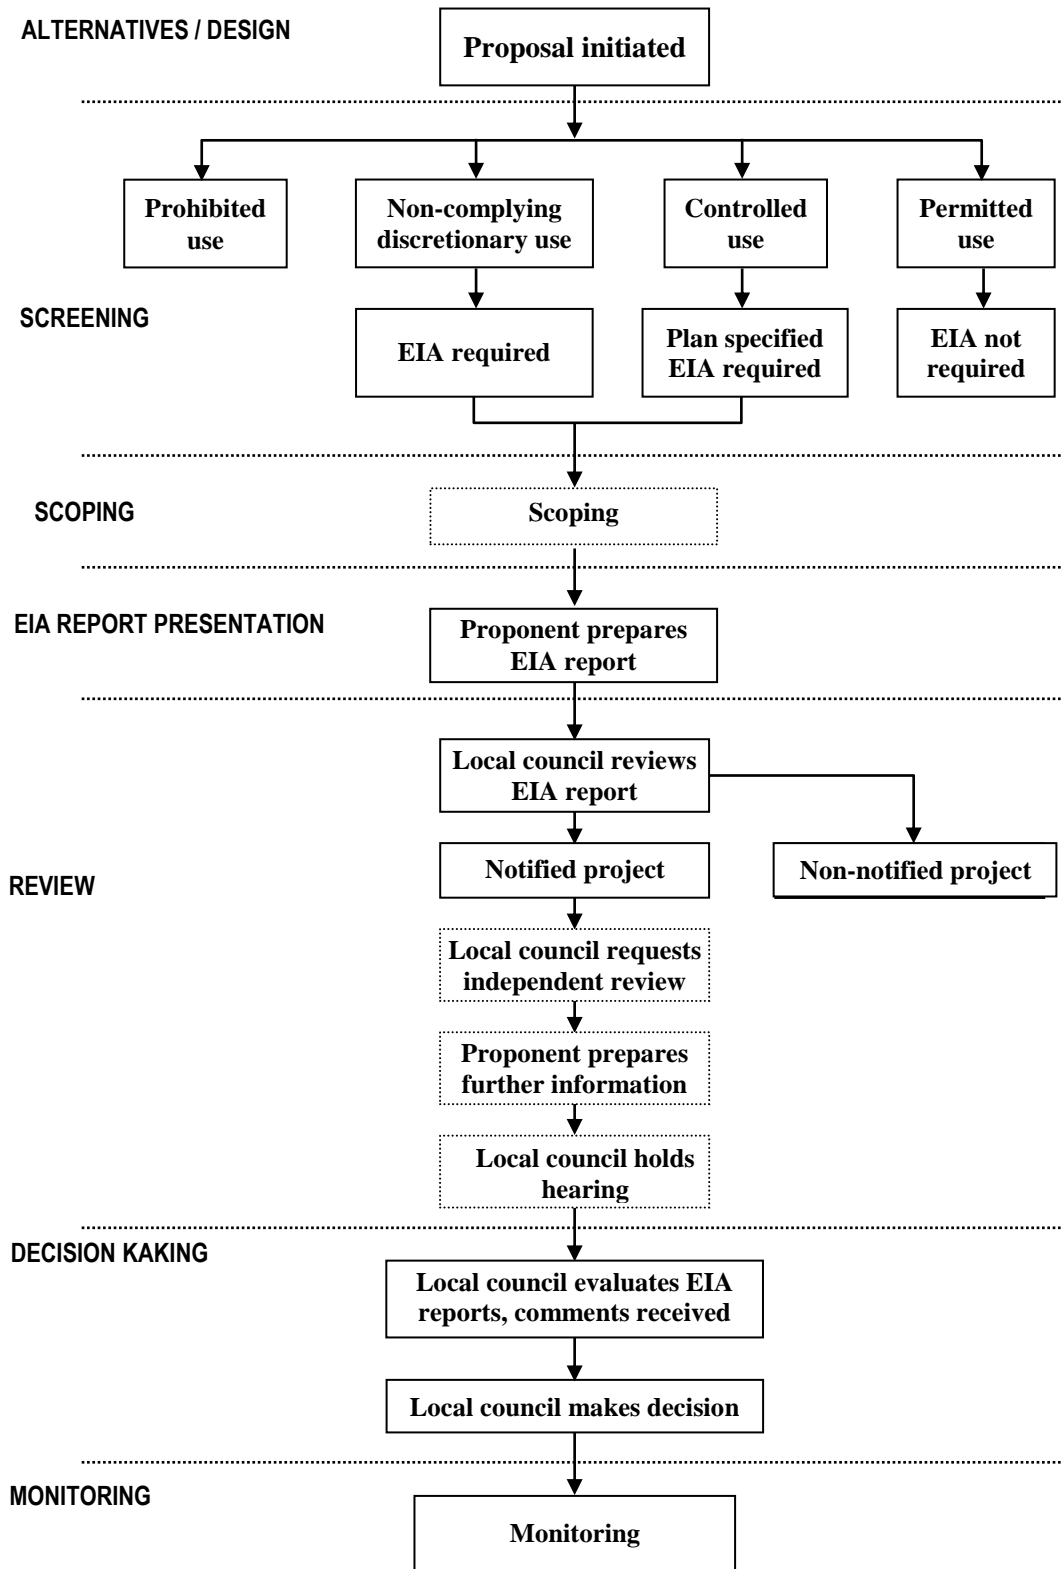 ALTERNATIVES / DESIGN
Proposal initiated
Prohibited
use
Non-complying
discretionary use
Controlled
use
Permitted
use
SCREENING
EIA required
Plan specified
EIA required
EIA not
required
SCOPING
Scoping
EIA REPORT PRESENTATION
Proponent prepares
EIA report
Local council reviews
EIA report
REVIEW
Notified project
Non-notified project
Local council requests
independent review
Proponent prepares
further information
Local council holds
hearing
DECISION KAKING
Local council evaluates EIA
reports, comments received
Local council makes decision
MONITORING
Monitoring